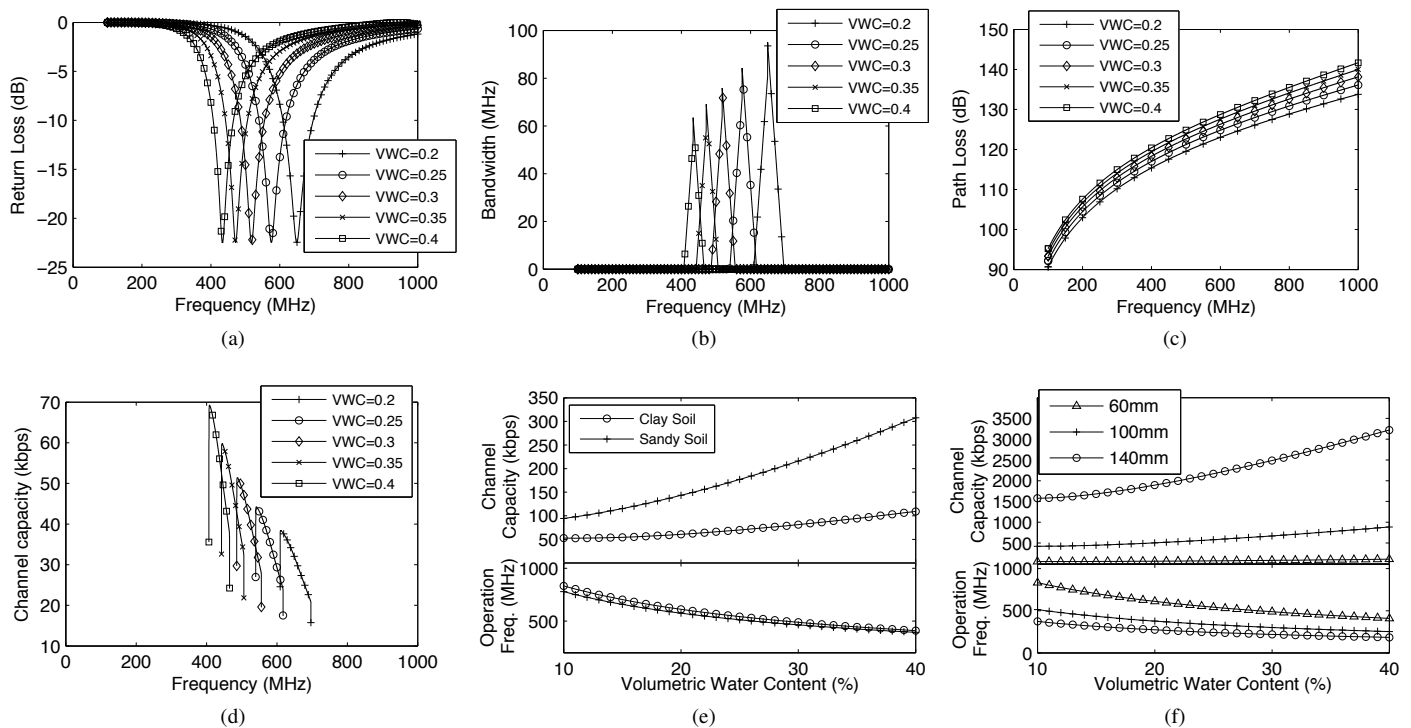 0
−5
−10
−15
−20
−25
0 200 400 600 800 1000
Return Loss (dB)
Frequency (MHz)
VWC=0.2
VWC=0.25
VWC=0.3
VWC=0.35
VWC=0.4
(a)
100
80
60
40
20
0
0 200 400 600 800 1000
Bandwidth (MHz)
Frequency (MHz)
VWC=0.2
VWC=0.25
VWC=0.3
VWC=0.35
VWC=0.4
(b)
150
140
130
120
110
100
90
0 200 400 600 800 1000
Path Loss (dB)
Frequency (MHz)
VWC=0.2
VWC=0.25
VWC=0.3
VWC=0.35
VWC=0.4
(c)
70
60
50
40
30
20
10
0 200 400 600 800 1000
Channel capacity (kbps)
Frequency (MHz)
VWC=0.2
VWC=0.25
VWC=0.3
VWC=0.35
VWC=0.4
(d)
350
300
250
200
150
100
50
1000
500
10 20 30 40
Channel
Capacity (kbps)
Operation
Freq. (MHz)
Volumetric Water Content (%)
Clay Soil
Sandy Soil
(e)
3500
3000
2500
2000
1500
1000
500
1000
500
0
10 20 30 40
Channel
Capacity (kbps)
Operation
Freq. (MHz)
Volumetric Water Content (%)
60mm
100mm
140mm
(f)